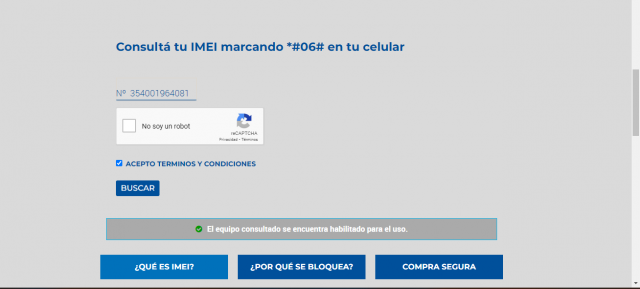 Consultá tu IMEI marcando *#06# en tu celular
Nº 354001964081
No soy un robot
reCAPTCHA
Privacidad - Términos
ACEPTO TERMINOS Y CONDICIONES
BUSCAR
El equipo consultado se encuentra habilitado para el uso.
¿QUÉ ES IMEI?
¿POR QUÉ SE BLOQUEA?
COMPRA SEGURA